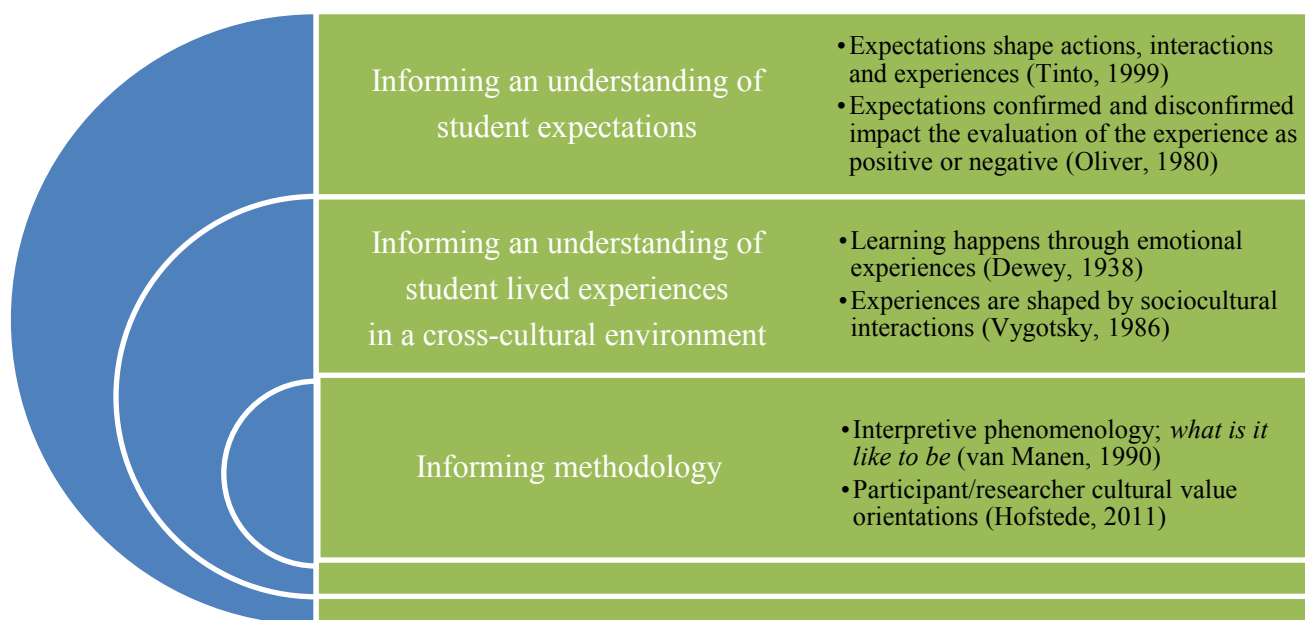 Informing an understanding of
student expectations
•Expectations shape actions, interactions
and experiences (Tinto, 1999)
•Expectations confirmed and disconfirmed
impact the evaluation of the experience as
positive or negative (Oliver, 1980)
Informing an understanding of
student lived experiences
in a cross-cultural environment
•Learning happens through emotional
experiences (Dewey, 1938)
•Experiences are shaped by sociocultural
interactions (Vygotsky, 1986)
Informing methodology
•Interpretive phenomenology; what is it
like to be (van Manen, 1990)
•Participant/researcher cultural value
orientations (Hofstede, 2011)